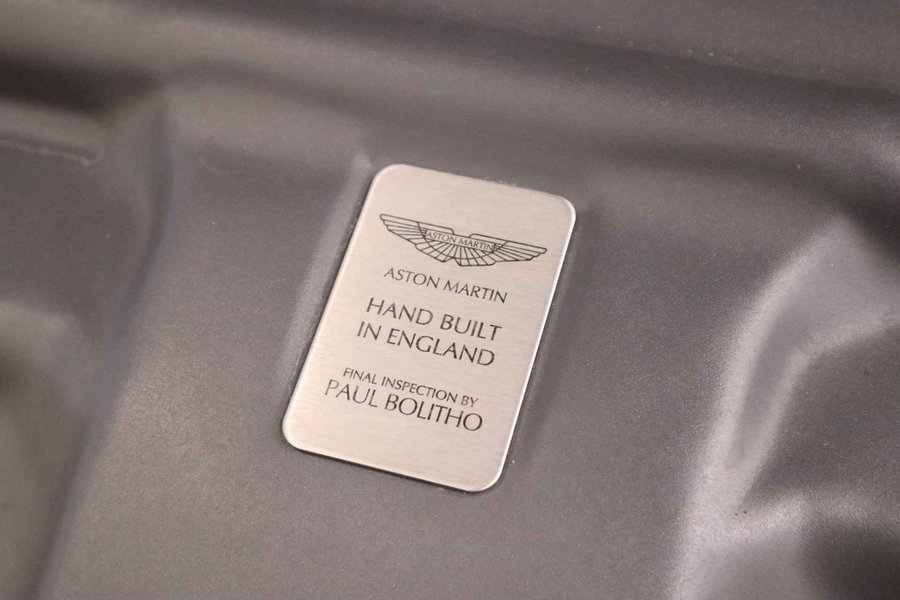 ASTON MARTIN
ASTON MARTIN
HAND BUILT
IN ENGLAND
FINAL INSPECTION BY
PAUL BOLITHO